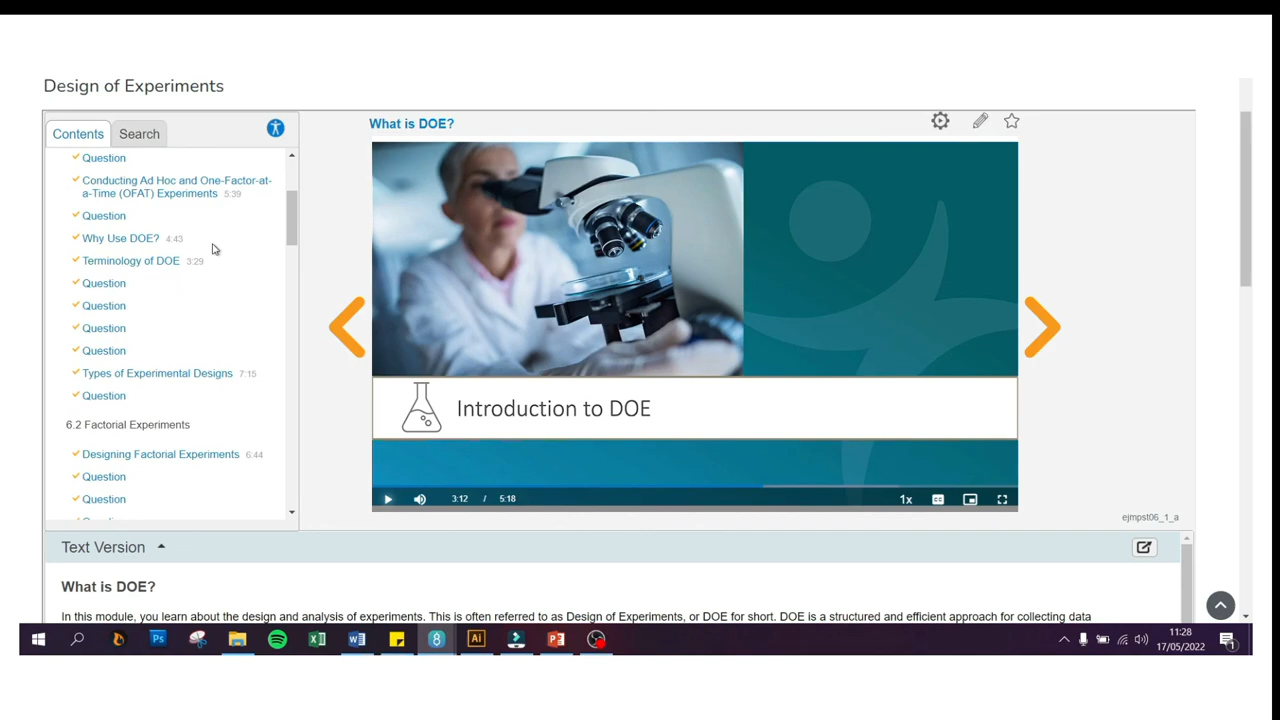 Design of Experiments
Contents
Search
Question
Conducting Ad Hoc and One-Factor-at-
a-Time (OFAT) Experiments 5:39
Question
Why Use DOE? 4:43
Terminology of DOE 3:29
Question
Question
Question
Question
Types of Experimental Designs 7:15
Question
6.2 Factorial Experiments
Designing Factorial Experiments 6:44
Question
Question
What is DOE?
Introduction to DOE
3:12 / 5:18
1x
CC
ejmpst06_1_a
Text Version
What is DOE?
In this module, you learn about the design and analysis of experiments. This is often referred to as Design of Experiments, or DOE for short. DOE is a structured and efficient approach for collecting data
Ps
Ai
11:28
17/05/2022
1